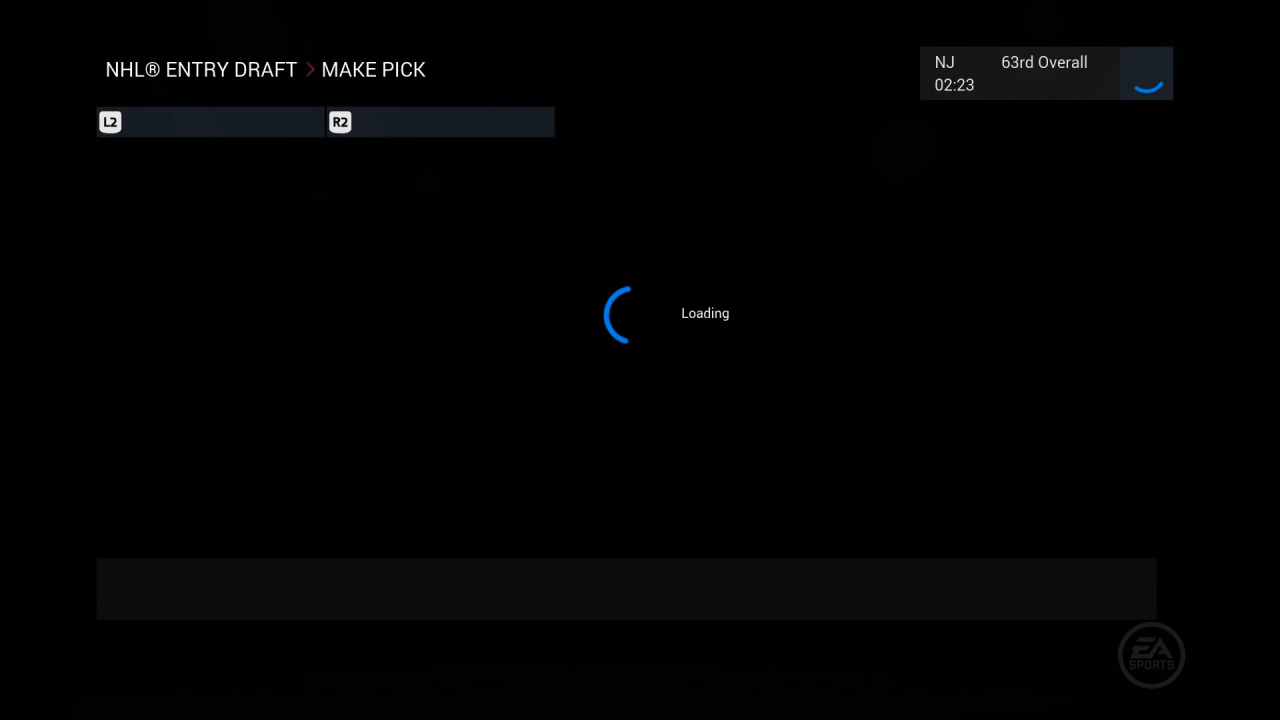 NHL® ENTRY DRAFT > MAKE PICK
NJ 63rd Overall
02:23
L2 R2
Loading
EA
SPORTS